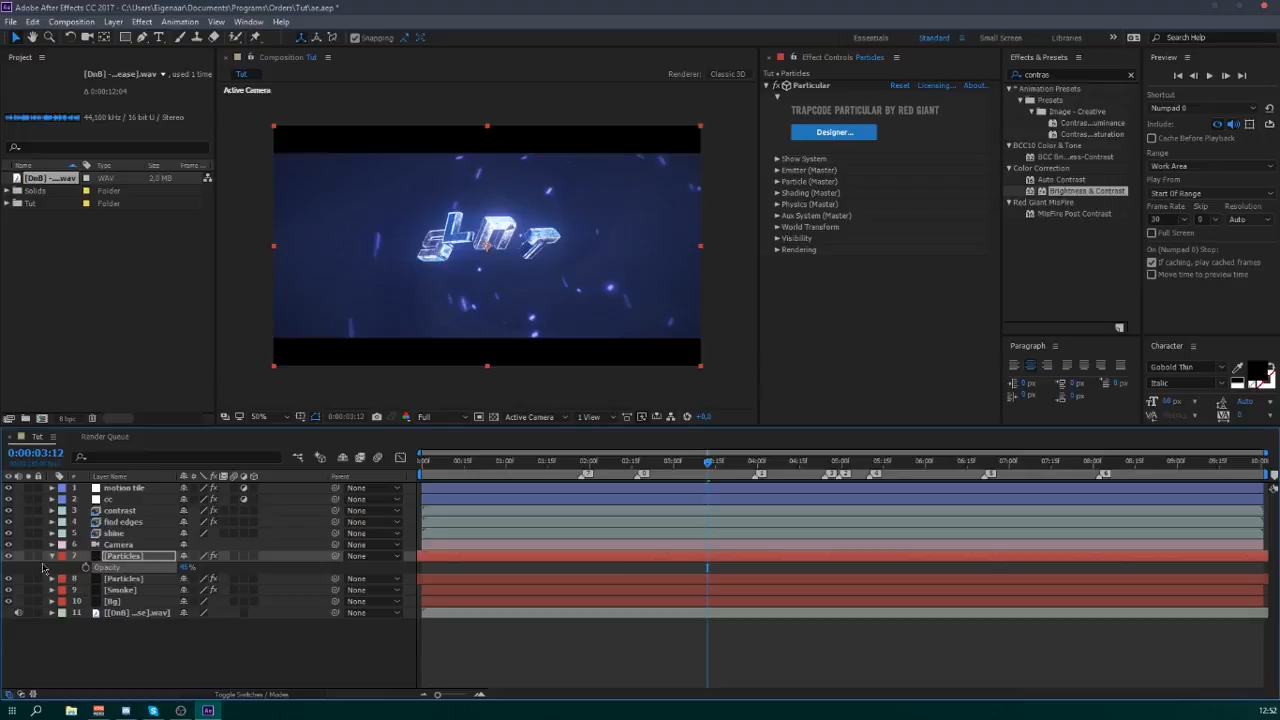 Adobe After Effects CC 2017 - C:\Users\Eigenaar\Documents\Programs\Orders\Tut\ae.aep *
File Edit Composition Layer Effect Animation View Window Help
Snapping Essentials Standard Small Screen Libraries Search Help
Project
[DnB] -...ease].wav , used 1 time
Δ 0:00:12:04
44,100 kHz / 16 bit U / Stereo
Name Type Size Frame ...
[DnB] -....wav WAV 2,0 MB
Solids Folder
Tut Folder
8 bpc
Composition Tut
Tut
Renderer: Classic 3D
Active Camera
SLNT
50% 0:00:03:12 Full Active Camera 1 View +0,0
Effect Controls Particles
Tut • Particles
fx Particular Reset Licensing... About...
TRAPCODE PARTICULAR BY RED GIANT
Designer...
Show System
Emitter (Master)
Particle (Master)
Shading (Master)
Physics (Master)
Aux System (Master)
World Transform
Visibility
Rendering
Effects & Presets
contras
* Animation Presets
Presets
Image - Creative
Contras...uminance
Contras...aturation
BCC10 Color & Tone
BCC Bri...ess-Contrast
Color Correction
Auto Contrast
Brightness & Contrast
Red Giant MisFire
MisFire Post Contrast
Preview
Shortcut
Numpad 0
Include:
Cache Before Playback
Range
Work Area
Play From
Start Of Range
Frame Rate Skip Resolution
30 0 Auto
Full Screen
On (Numpad 0) Stop:
If caching, play cached frames
Move time to preview time
Paragraph
0 px 0 px 0 px
0 px 0 px
Character
Gobold Thin
Italic
68 px Auto
0
Tut Render Queue
0:00:03:12
# Layer Name Parent
1 motion tile None
2 cc None
3 contrast None
4 find edges None
5 shine None
6 Camera None
7 [Particles] None
Opacity 45 %
8 [Particles] None
9 [Smoke] None
10 [Bg] None
11 [[DnB] ...se].wav None
00:15f 01:00f 01:15f 02:00f 02:15f 03:00f 04:00f 04:15f 05:00f 05:15f 06:00f 06:15f 07:00f 07:15f 08:00f 08:15f 09:00f 09:15f 10:00
Toggle Switches / Modes
12:52